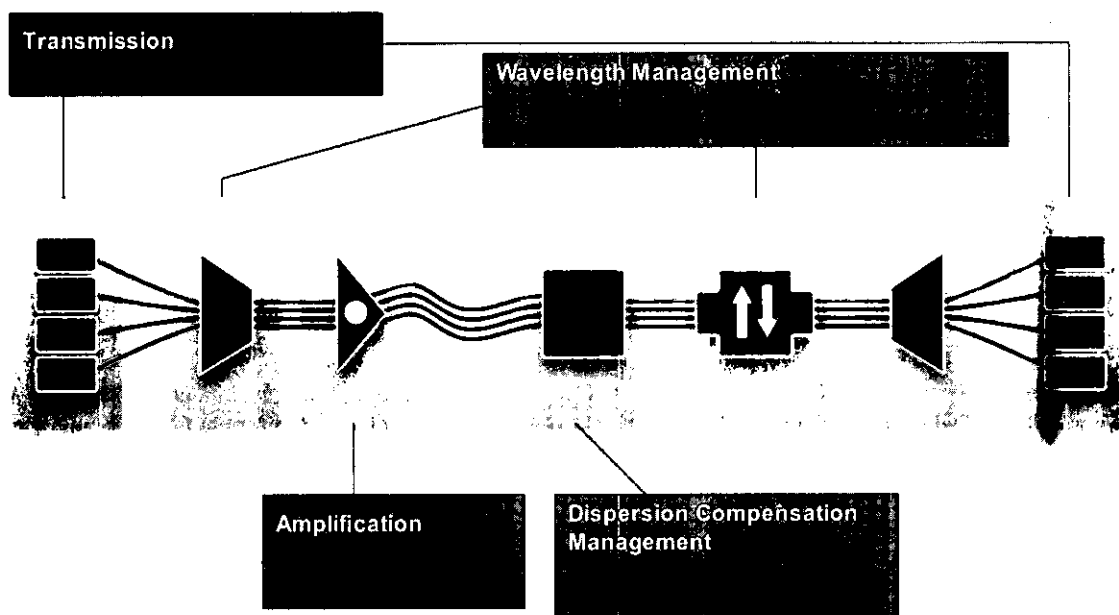 Transmission
Wavelength Management
Amplification
Dispersion Compensation
Management